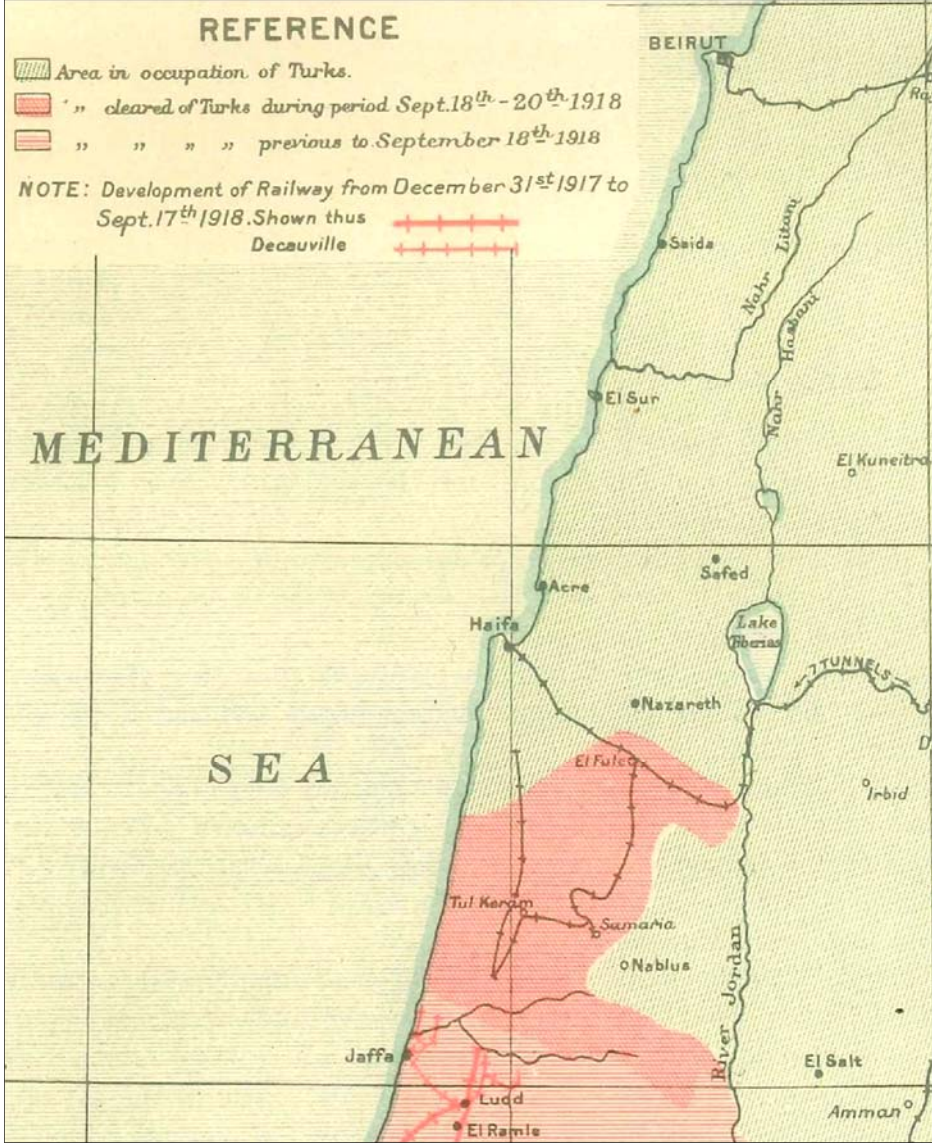 REFERENCE
Area in occupation of Turks.
" cleared of Turks during period Sept. 18th - 20th 1918
" " " " previous to September 18th 1918
NOTE: Development of Railway from December 31st 1917 to
Sept. 17th 1918. Shown thus
Decauville
BEIRUT
Saida
Nahr Litani
Nahr Hasbani
El Sur
MEDITERRANEAN
El Kuneitra
Safed
Acre
Haifa
Lake
Tiberias
7 TUNNELS
Nazareth
SEA
El Fule
D
Irbid
Tul Keram
Samaria
Nablus
River Jordan
Jaffa
El Salt
Ludd
Amman
El Ramle